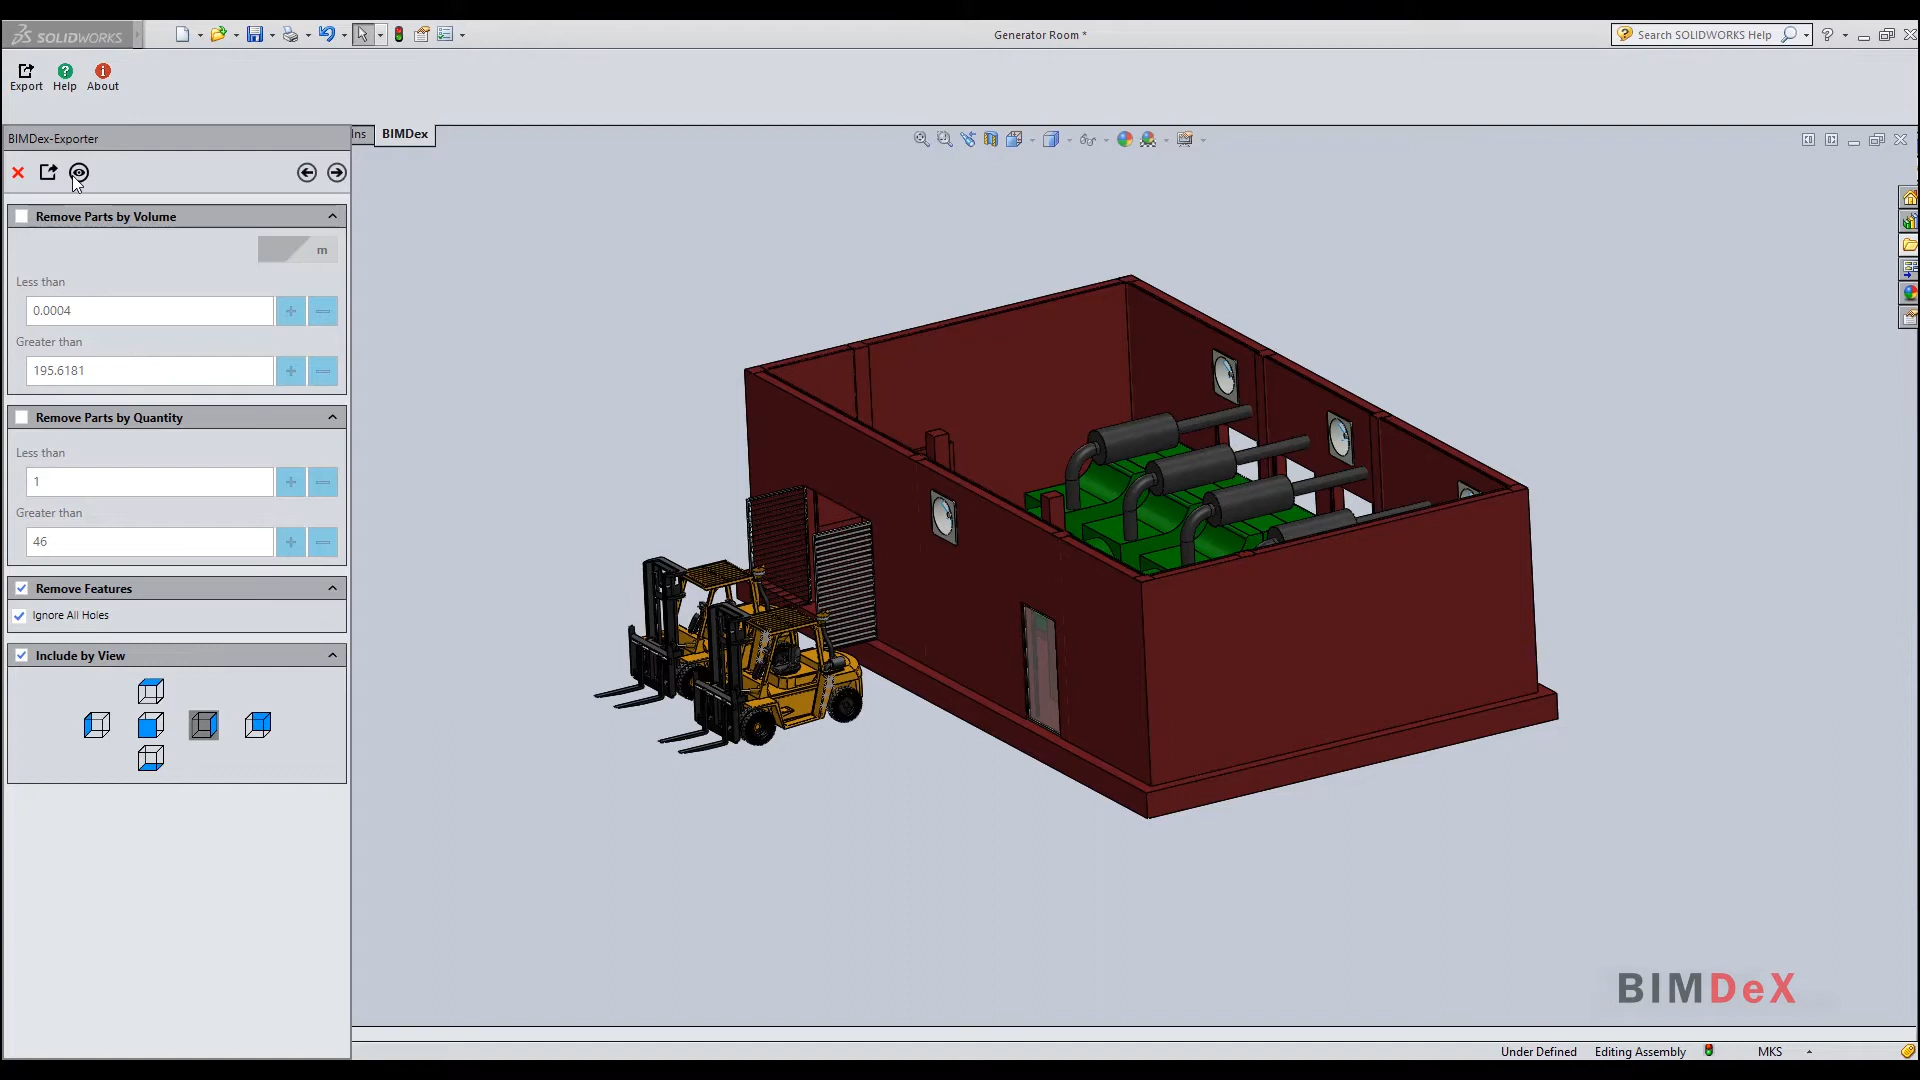 SOLIDWORKS
Generator Room *
Search SOLIDWORKS Help
Export
Help
About
BIMDex-Exporter
ins
BIMDex
Remove Parts by Volume
m
Less than
0.0004
Greater than
195.6181
Remove Parts by Quantity
Less than
1
Greater than
46
Remove Features
Ignore All Holes
Include by View
BIMDeX
Under Defined
Editing Assembly
MKS